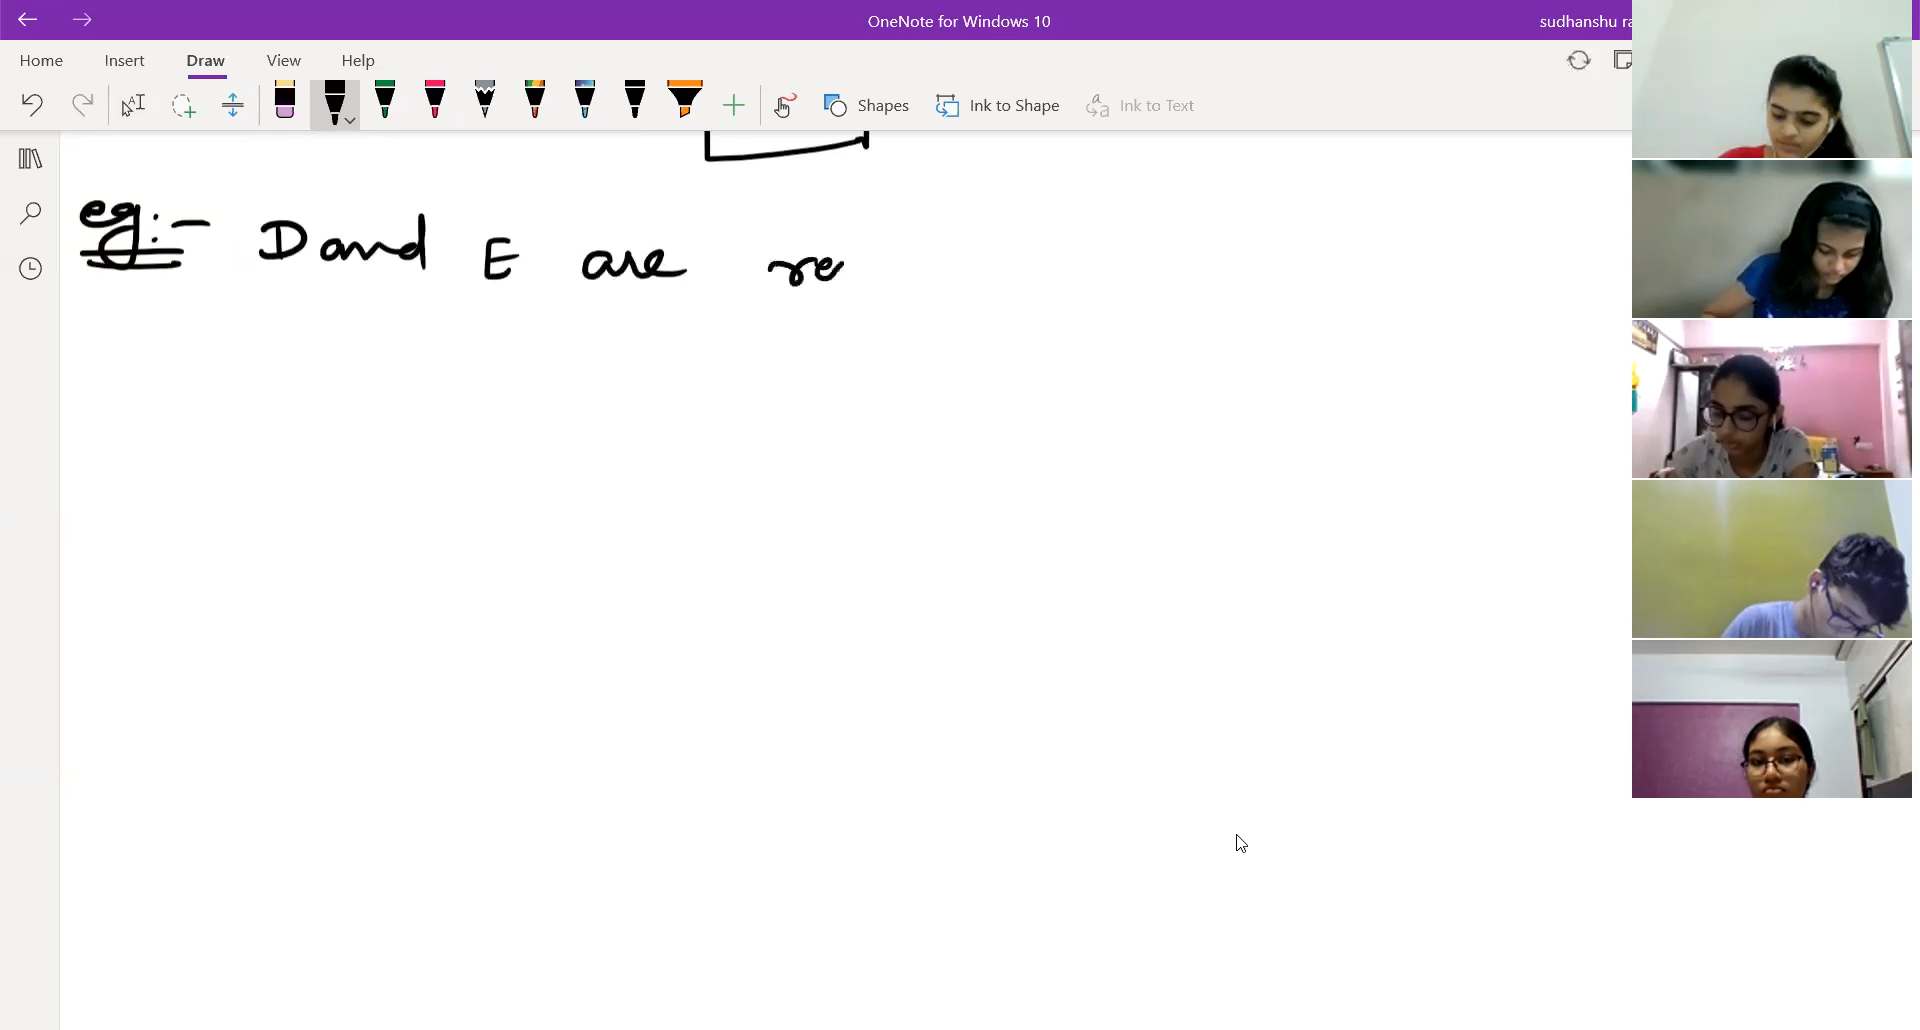 OneNote for Windows 10
sudhanshu ra
Home Insert Draw View Help
Shapes Ink to Shape Ink to Text
eg:- D and E are re